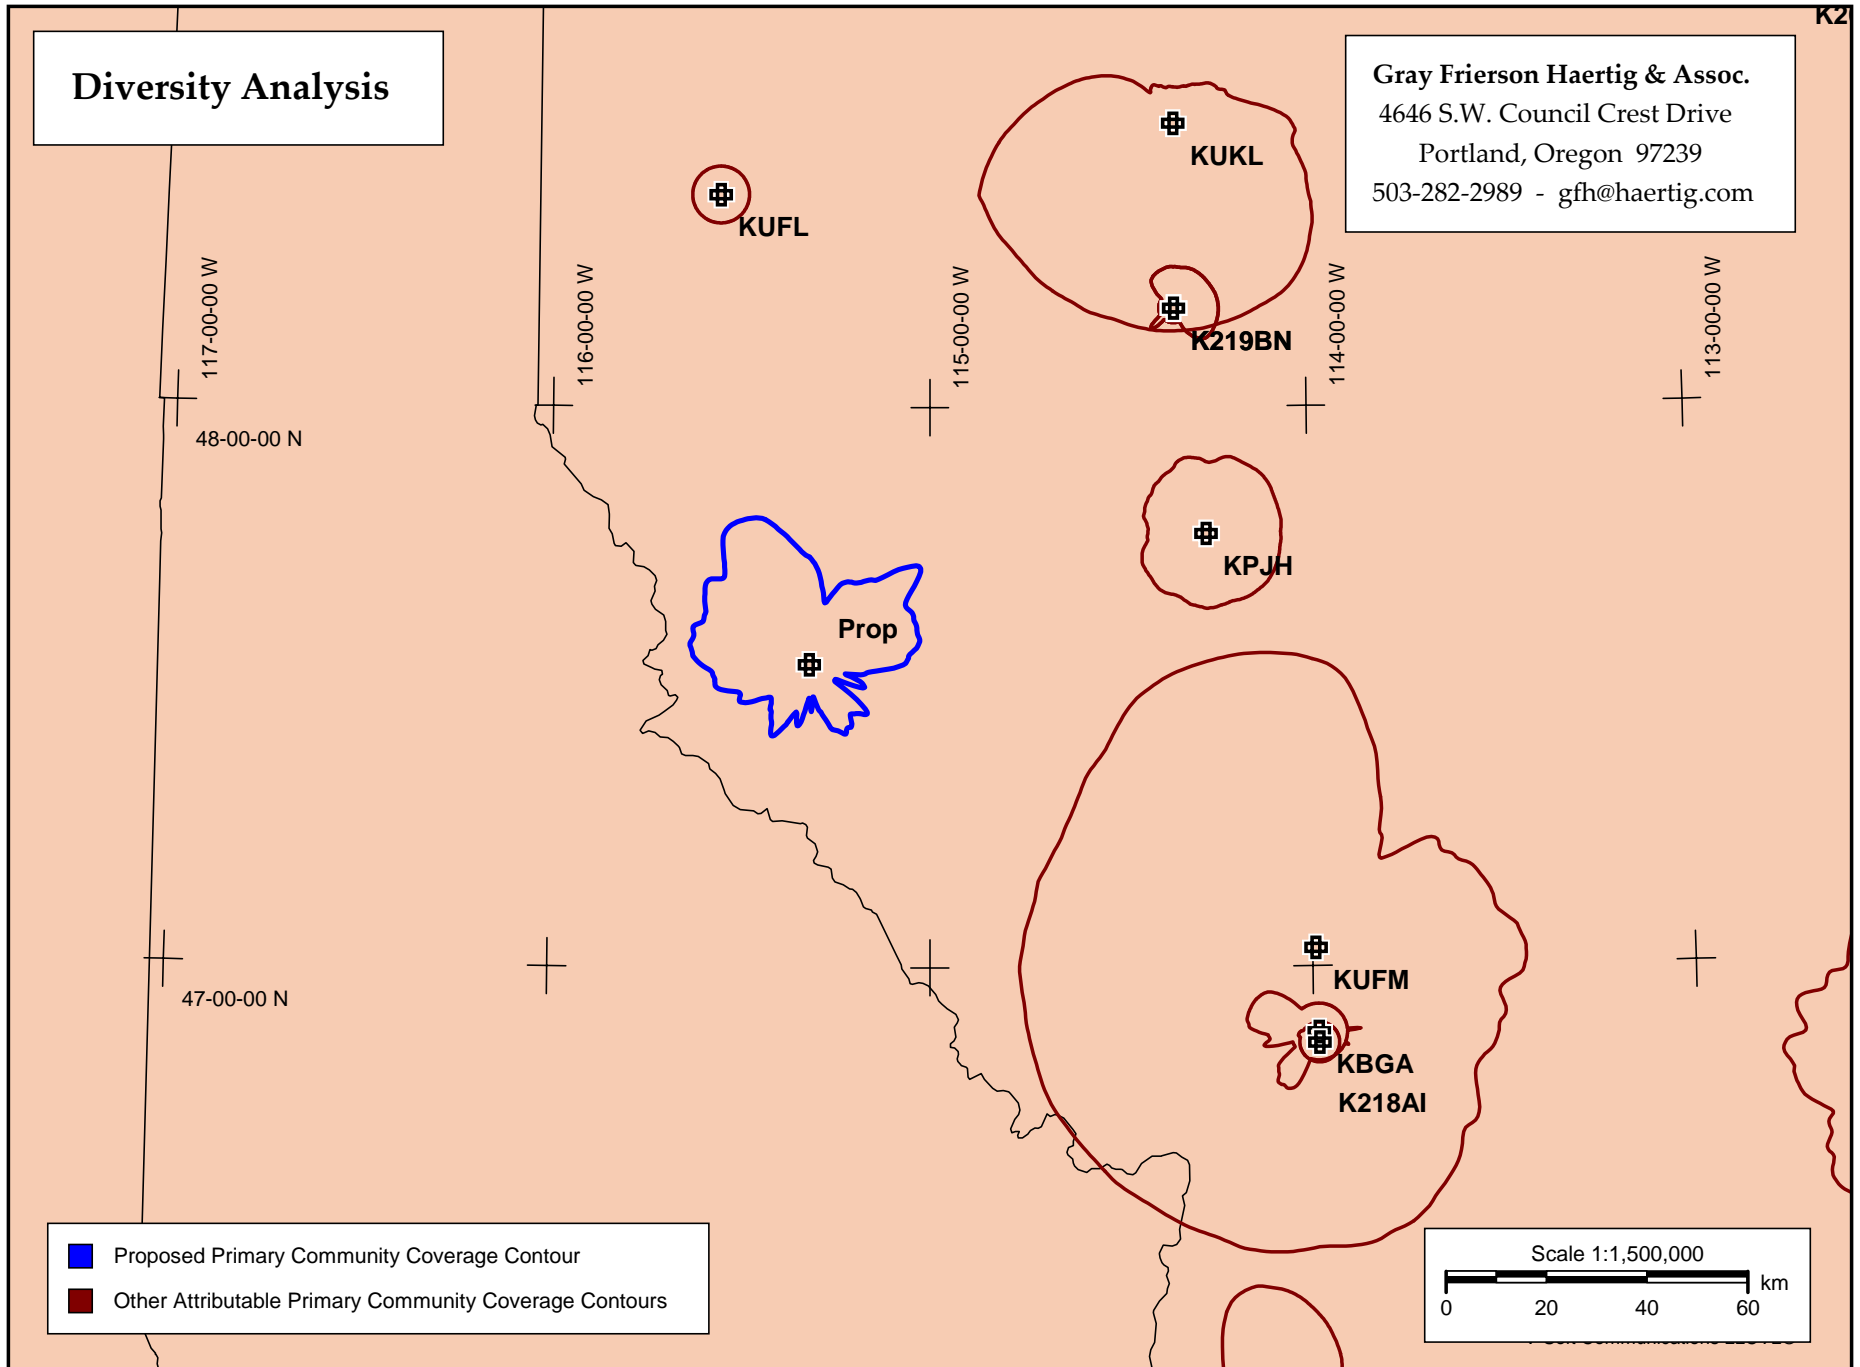 K2
Diversity Analysis
Gray Frierson Haertig & Assoc.
4646 S.W. Council Crest Drive
Portland, Oregon 97239
503-282-2989 - gfh@haertig.com
KUKL
KUFL
117-00-00 W
116-00-00 W
115-00-00 W
114-00-00 W
113-00-00 W
K219BN
48-00-00 N
KPJH
Prop
KUFM
47-00-00 N
KBGA
K218AI
Proposed Primary Community Coverage Contour
Other Attributable Primary Community Coverage Contours
Scale 1:1,500,000
km
0 20 40 60